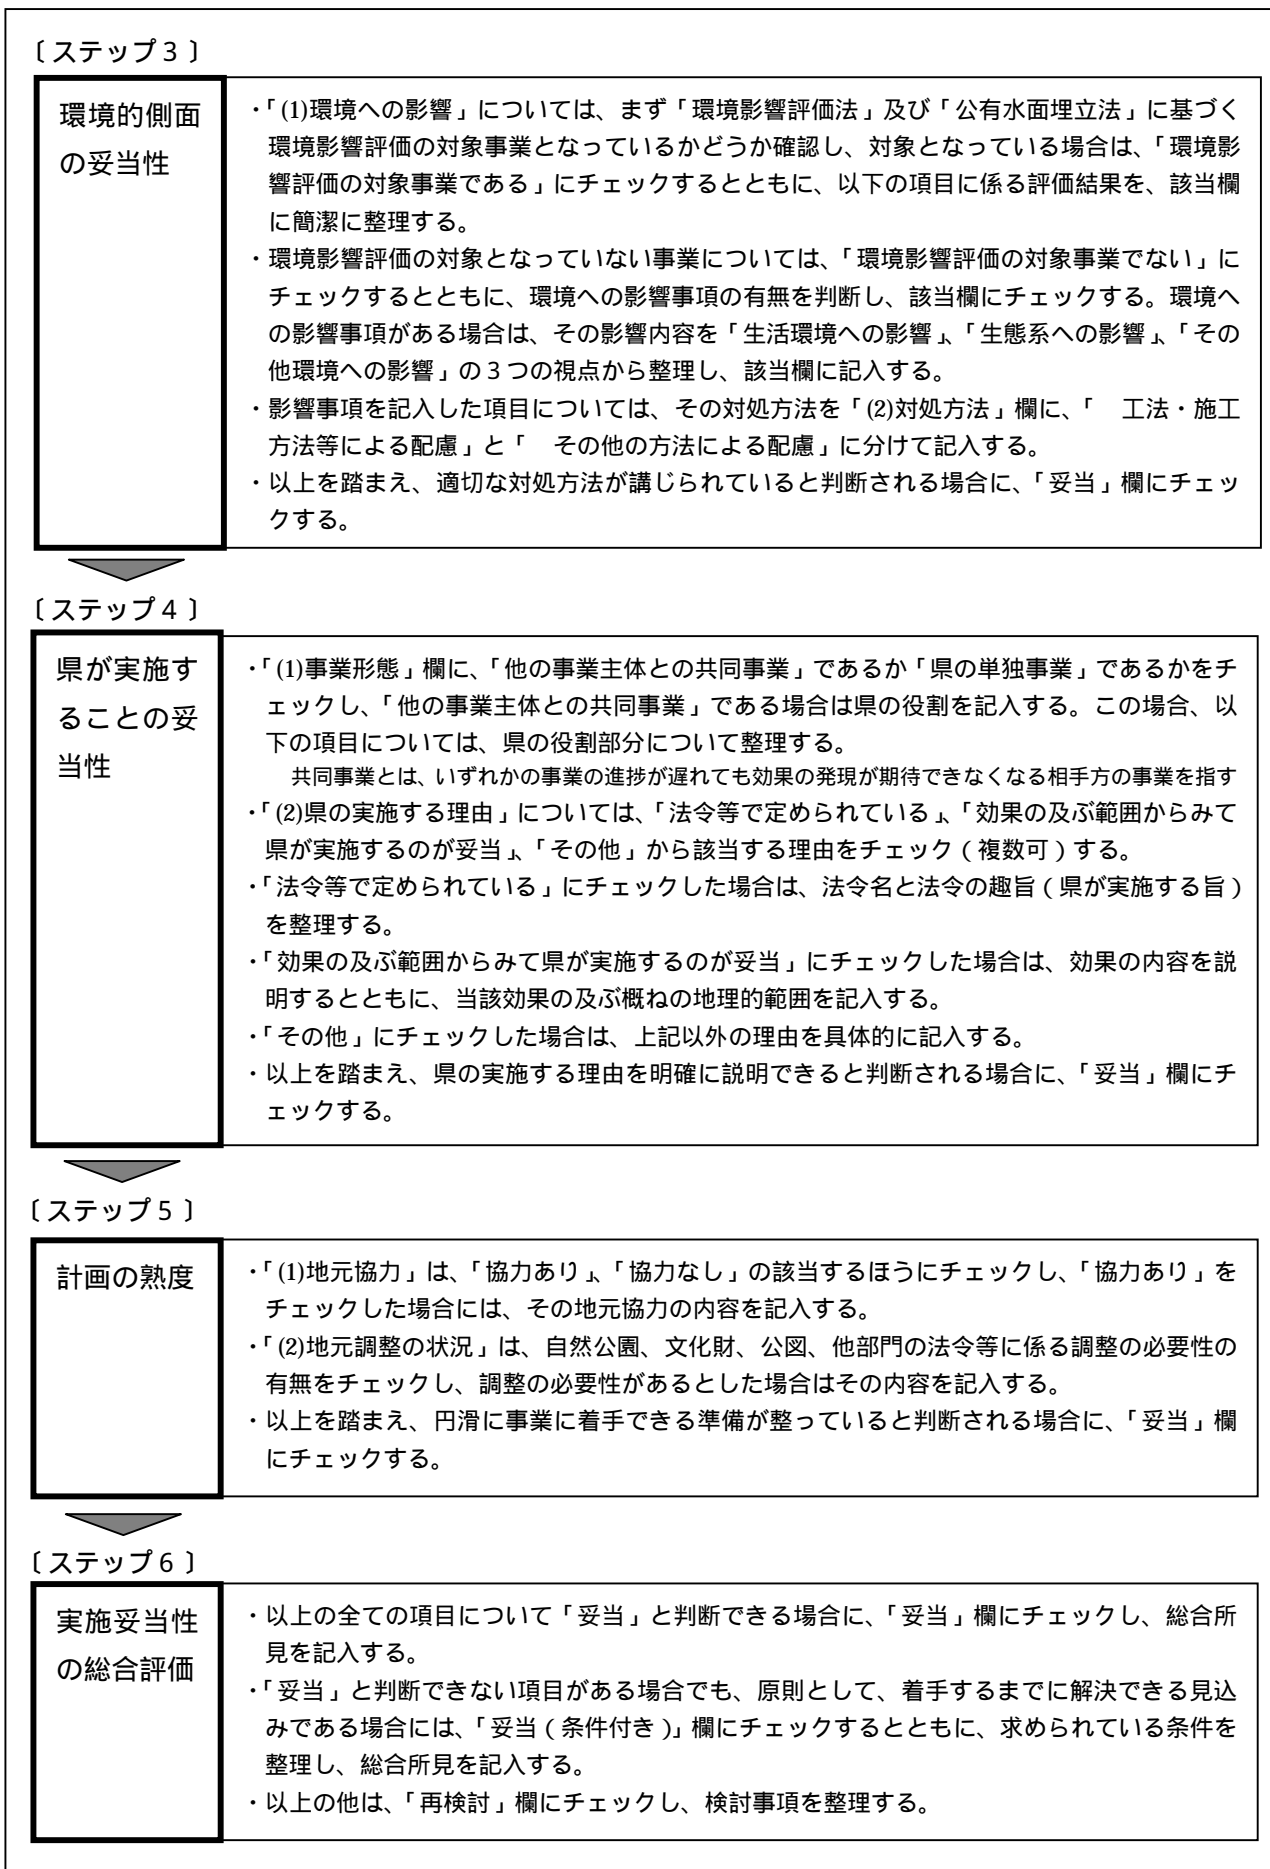 〔ステップ３〕
環境的側面
の妥当性
・「(1)環境への影響」については、まず「環境影響評価法」及び「公有水面埋立法」に基づく
環境影響評価の対象事業となっているかどうか確認し、対象となっている場合は、「環境影
響評価の対象事業である」にチェックするとともに、以下の項目に係る評価結果を、該当欄
に簡潔に整理する。
・環境影響評価の対象となっていない事業については、「環境影響評価の対象事業でない」に
チェックするとともに、環境への影響事項の有無を判断し、該当欄にチェックする。環境へ
の影響事項がある場合は、その影響内容を「生活環境への影響」、「生態系への影響」、「その
他環境への影響」の３つの視点から整理し、該当欄に記入する。
・影響事項を記入した項目については、その対処方法を「(2)対処方法」欄に、「　工法・施工
方法等による配慮」と「　その他の方法による配慮」に分けて記入する。
・以上を踏まえ、適切な対処方法が講じられていると判断される場合に、「妥当」欄にチェッ
クする。
〔ステップ４〕
県が実施す
ることの妥
当性
・「(1)事業形態」欄に、「他の事業主体との共同事業」であるか「県の単独事業」であるかをチ
ェックし、「他の事業主体との共同事業」である場合は県の役割を記入する。この場合、以
下の項目については、県の役割部分について整理する。
共同事業とは、いずれかの事業の進捗が遅れても効果の発現が期待できなくなる相手方の事業を指す
・「(2)県の実施する理由」については、「法令等で定められている」、「効果の及ぶ範囲からみて
県が実施するのが妥当」、「その他」から該当する理由をチェック（複数可）する。
・「法令等で定められている」にチェックした場合は、法令名と法令の趣旨（県が実施する旨）
を整理する。
・「効果の及ぶ範囲からみて県が実施するのが妥当」にチェックした場合は、効果の内容を説
明するとともに、当該効果の及ぶ概ねの地理的範囲を記入する。
・「その他」にチェックした場合は、上記以外の理由を具体的に記入する。
・以上を踏まえ、県の実施する理由を明確に説明できると判断される場合に、「妥当」欄にチ
ェックする。
〔ステップ５〕
計画の熟度
・「(1)地元協力」は、「協力あり」、「協力なし」の該当するほうにチェックし、「協力あり」を
チェックした場合には、その地元協力の内容を記入する。
・「(2)地元調整の状況」は、自然公園、文化財、公図、他部門の法令等に係る調整の必要性の
有無をチェックし、調整の必要性があるとした場合はその内容を記入する。
・以上を踏まえ、円滑に事業に着手できる準備が整っていると判断される場合に、「妥当」欄
にチェックする。
〔ステップ６〕
実施妥当性
の総合評価
・以上の全ての項目について「妥当」と判断できる場合に、「妥当」欄にチェックし、総合所
見を記入する。
・「妥当」と判断できない項目がある場合でも、原則として、着手するまでに解決できる見込
みである場合には、「妥当（条件付き）」欄にチェックするとともに、求められている条件を
整理し、総合所見を記入する。
・以上の他は、「再検討」欄にチェックし、検討事項を整理する。